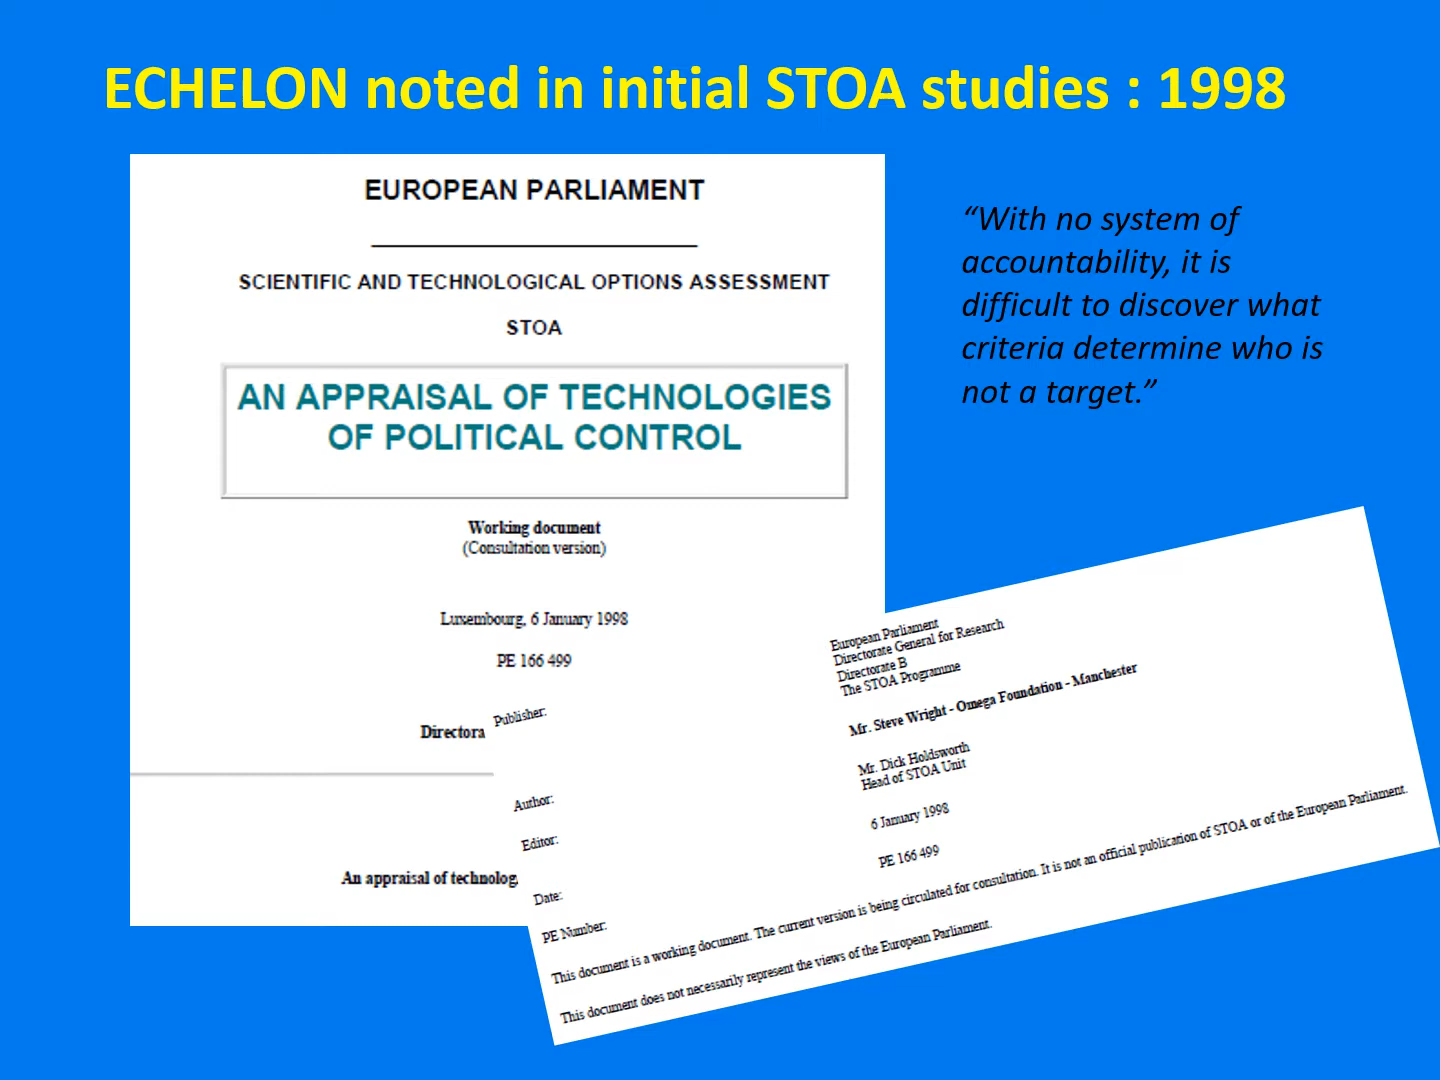 ECHELON noted in initial STOA studies : 1998
EUROPEAN PARLIAMENT
SCIENTIFIC AND TECHNOLOGICAL OPTIONS ASSESSMENT
STOA
AN APPRAISAL OF TECHNOLOGIES
OF POLITICAL CONTROL
Working document
(Consultation version)
Luxembourg, 6 January 1998
PE 166 499
Directora
An appraisal of technolog
“With no system of
accountability, it is
difficult to discover what
criteria determine who is
not a target.”
Publisher:
European Parliament
Directorate General for Research
Directorate B
The STOA Programme
Author:
Mr. Steve Wright - Omega Foundation - Manchester
Editor:
Mr. Dick Holdsworth
Head of STOA Unit
Date:
6 January 1998
PE Number:
PE 166 499
This document is a working document. The current version is being circulated for consultation. It is not an official publication of STOA or of the European Parliament.
This document does not necessarily represent the views of the European Parliament.